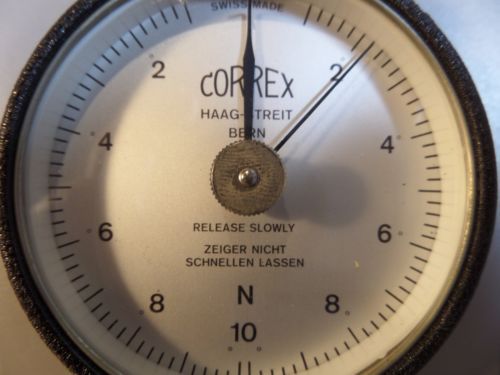 SWISS MADE
2 CORREX 2
HAAG-STREIT
BERN
4 4
RELEASE SLOWLY
6 6
ZEIGER NICHT
SCHNELLEN LASSEN
N
8 8
10